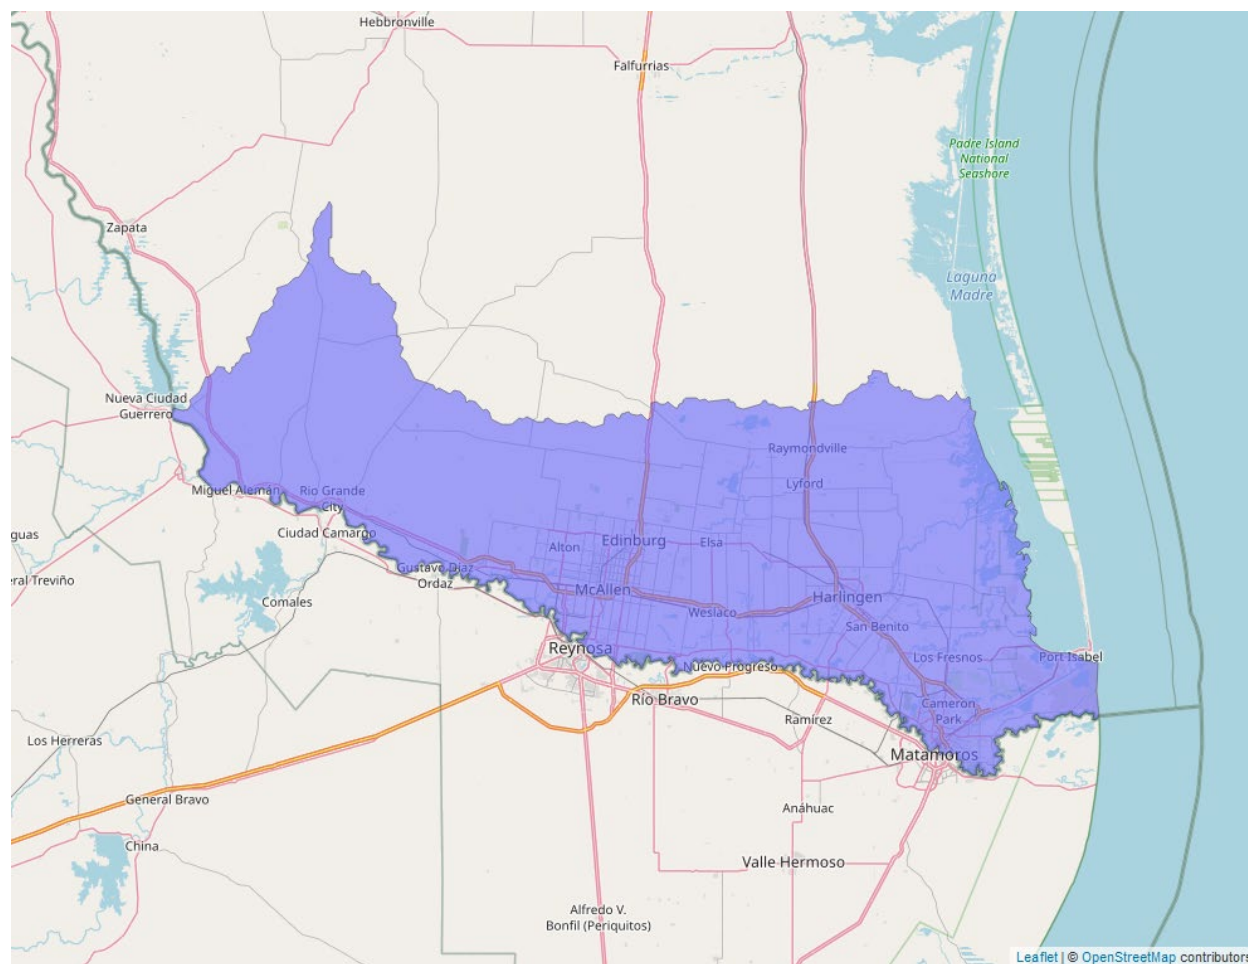 Hebbronville
Falfurrias
Padre Island
National
Seashore
Zapata
Laguna
Madre
Nueva Ciudad
Guerrero
Raymondville
Lyford
Miguel Alemán
Rio Grande
City
Ciudad Camargo
guas
Alton
Edinburg
Elsa
Gustavo Díaz
Ordaz
eral Treviño
McAllen
Harlingen
Comales
Weslaco
San Benito
Reynosa
Los Fresnos
Port Isabel
Nuevo Progreso
Río Bravo
Cameron
Park
Ramírez
Los Herreras
Matamoros
General Bravo
Anáhuac
China
Valle Hermoso
Alfredo V.
Bonfil (Periquitos)
Leaflet | © OpenStreetMap contributors